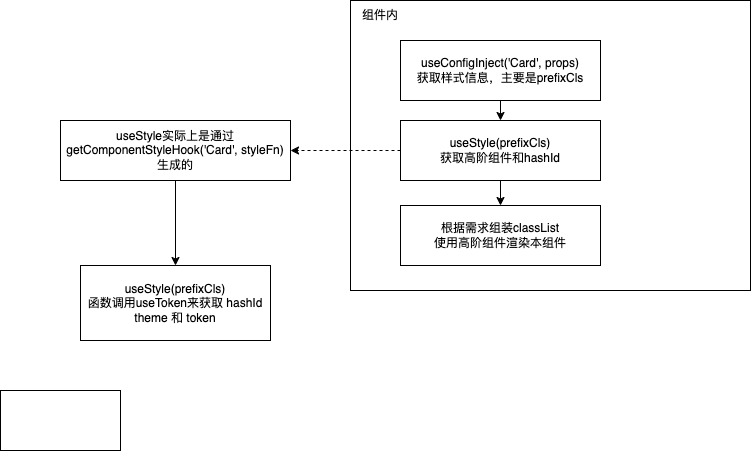 组件内
useConfigInject('Card', props)
获取样式信息，主要是prefixCls
useStyle(prefixCls)
获取高阶组件和hashId
根据需求组装classList
使用高阶组件渲染本组件
useStyle实际上是通过
getComponentStyleHook('Card', styleFn)
生成的
useStyle(prefixCls)
函数调用useToken来获取 hashId
theme 和 token